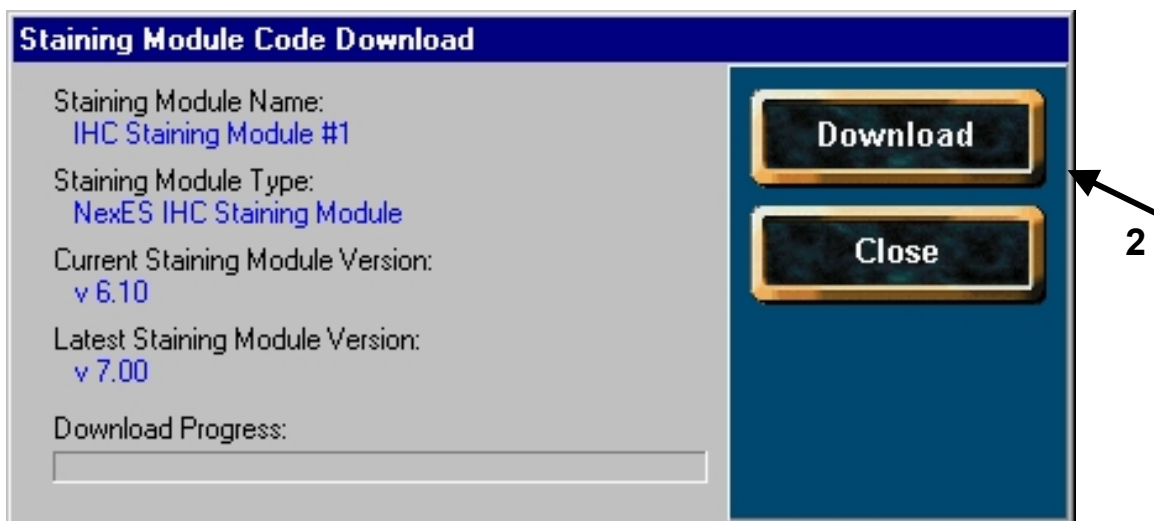 Staining Module Code Download
Staining Module Name:
IHC Staining Module #1
Staining Module Type:
NexES IHC Staining Module
Current Staining Module Version:
v 6.10
Latest Staining Module Version:
v 7.00
Download Progress:
Download
Close
2